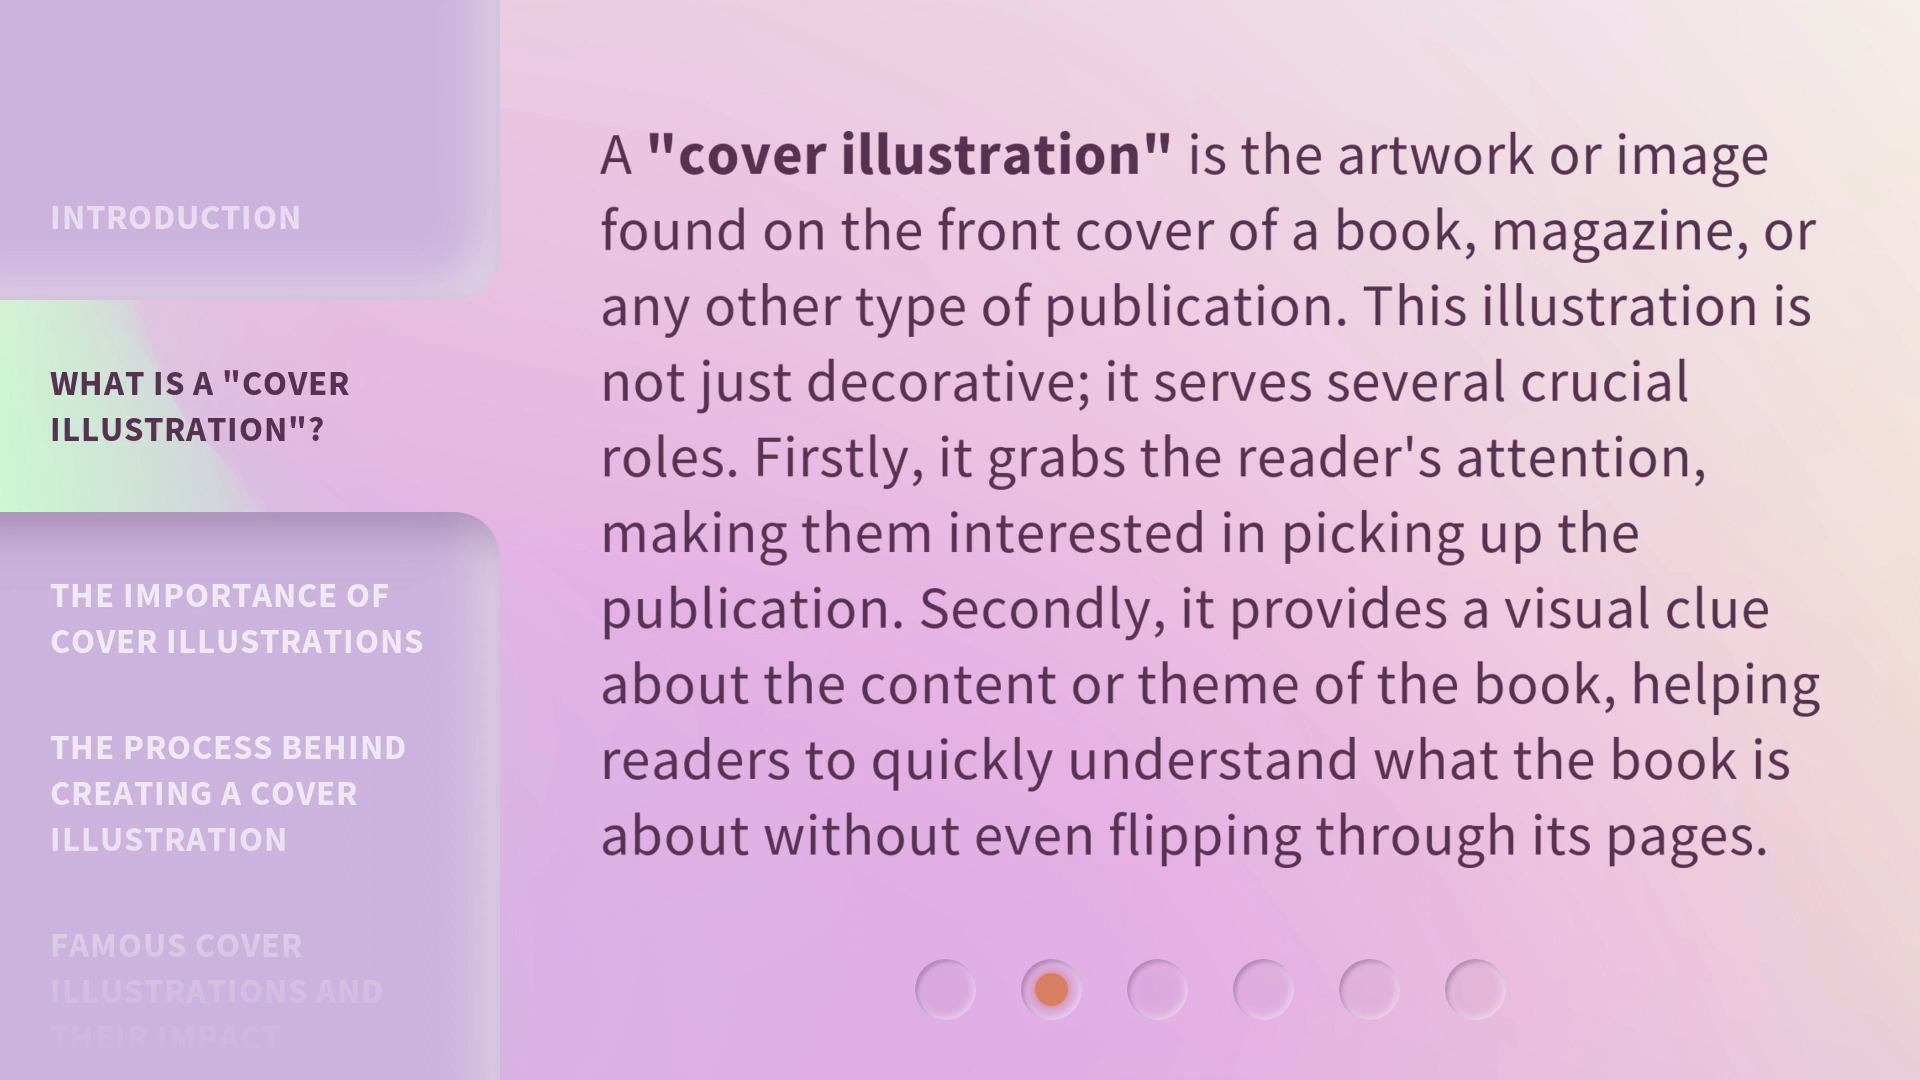 INTRODUCTION
WHAT IS A "COVER
ILLUSTRATION"?
THE IMPORTANCE OF
COVER ILLUSTRATIONS
THE PROCESS BEHIND
CREATING A COVER
ILLUSTRATION
FAMOUS COVER
ILLUSTRATIONS AND
THEIR IMPACT
A "cover illustration" is the artwork or image
found on the front cover of a book, magazine, or
any other type of publication. This illustration is
not just decorative; it serves several crucial
roles. Firstly, it grabs the reader's attention,
making them interested in picking up the
publication. Secondly, it provides a visual clue
about the content or theme of the book, helping
readers to quickly understand what the book is
about without even flipping through its pages.